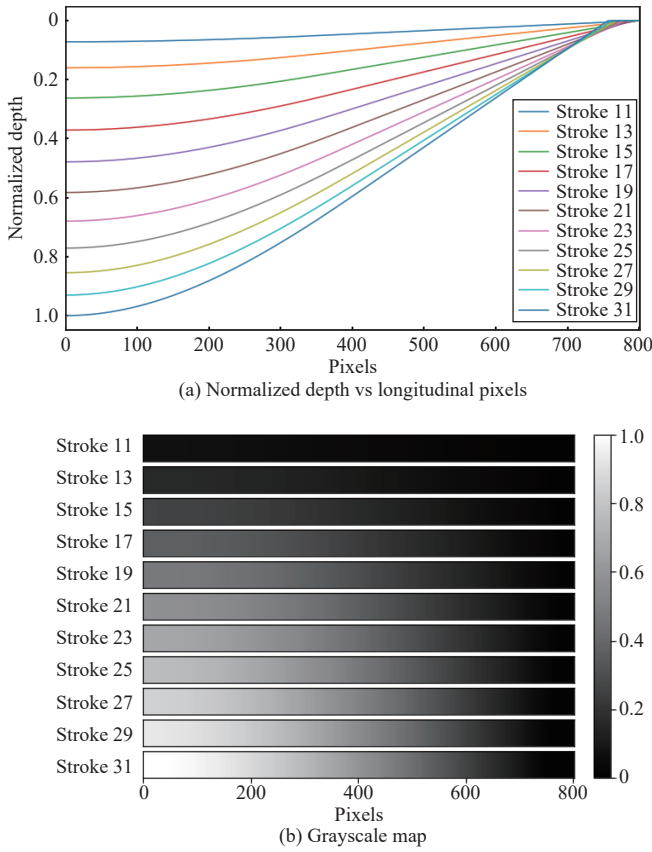 0
0.2
0.4
0.6
0.8
1.0
Normalized depth
Stroke 11
Stroke 13
Stroke 15
Stroke 17
Stroke 19
Stroke 21
Stroke 23
Stroke 25
Stroke 27
Stroke 29
Stroke 31
0 100 200 300 400 500 600 700 800
Pixels
(a) Normalized depth vs longitudinal pixels
Stroke 11
Stroke 13
Stroke 15
Stroke 17
Stroke 19
Stroke 21
Stroke 23
Stroke 25
Stroke 27
Stroke 29
Stroke 31
1.0
0.8
0.6
0.4
0.2
0
0 200 400 600 800
Pixels
(b) Grayscale map